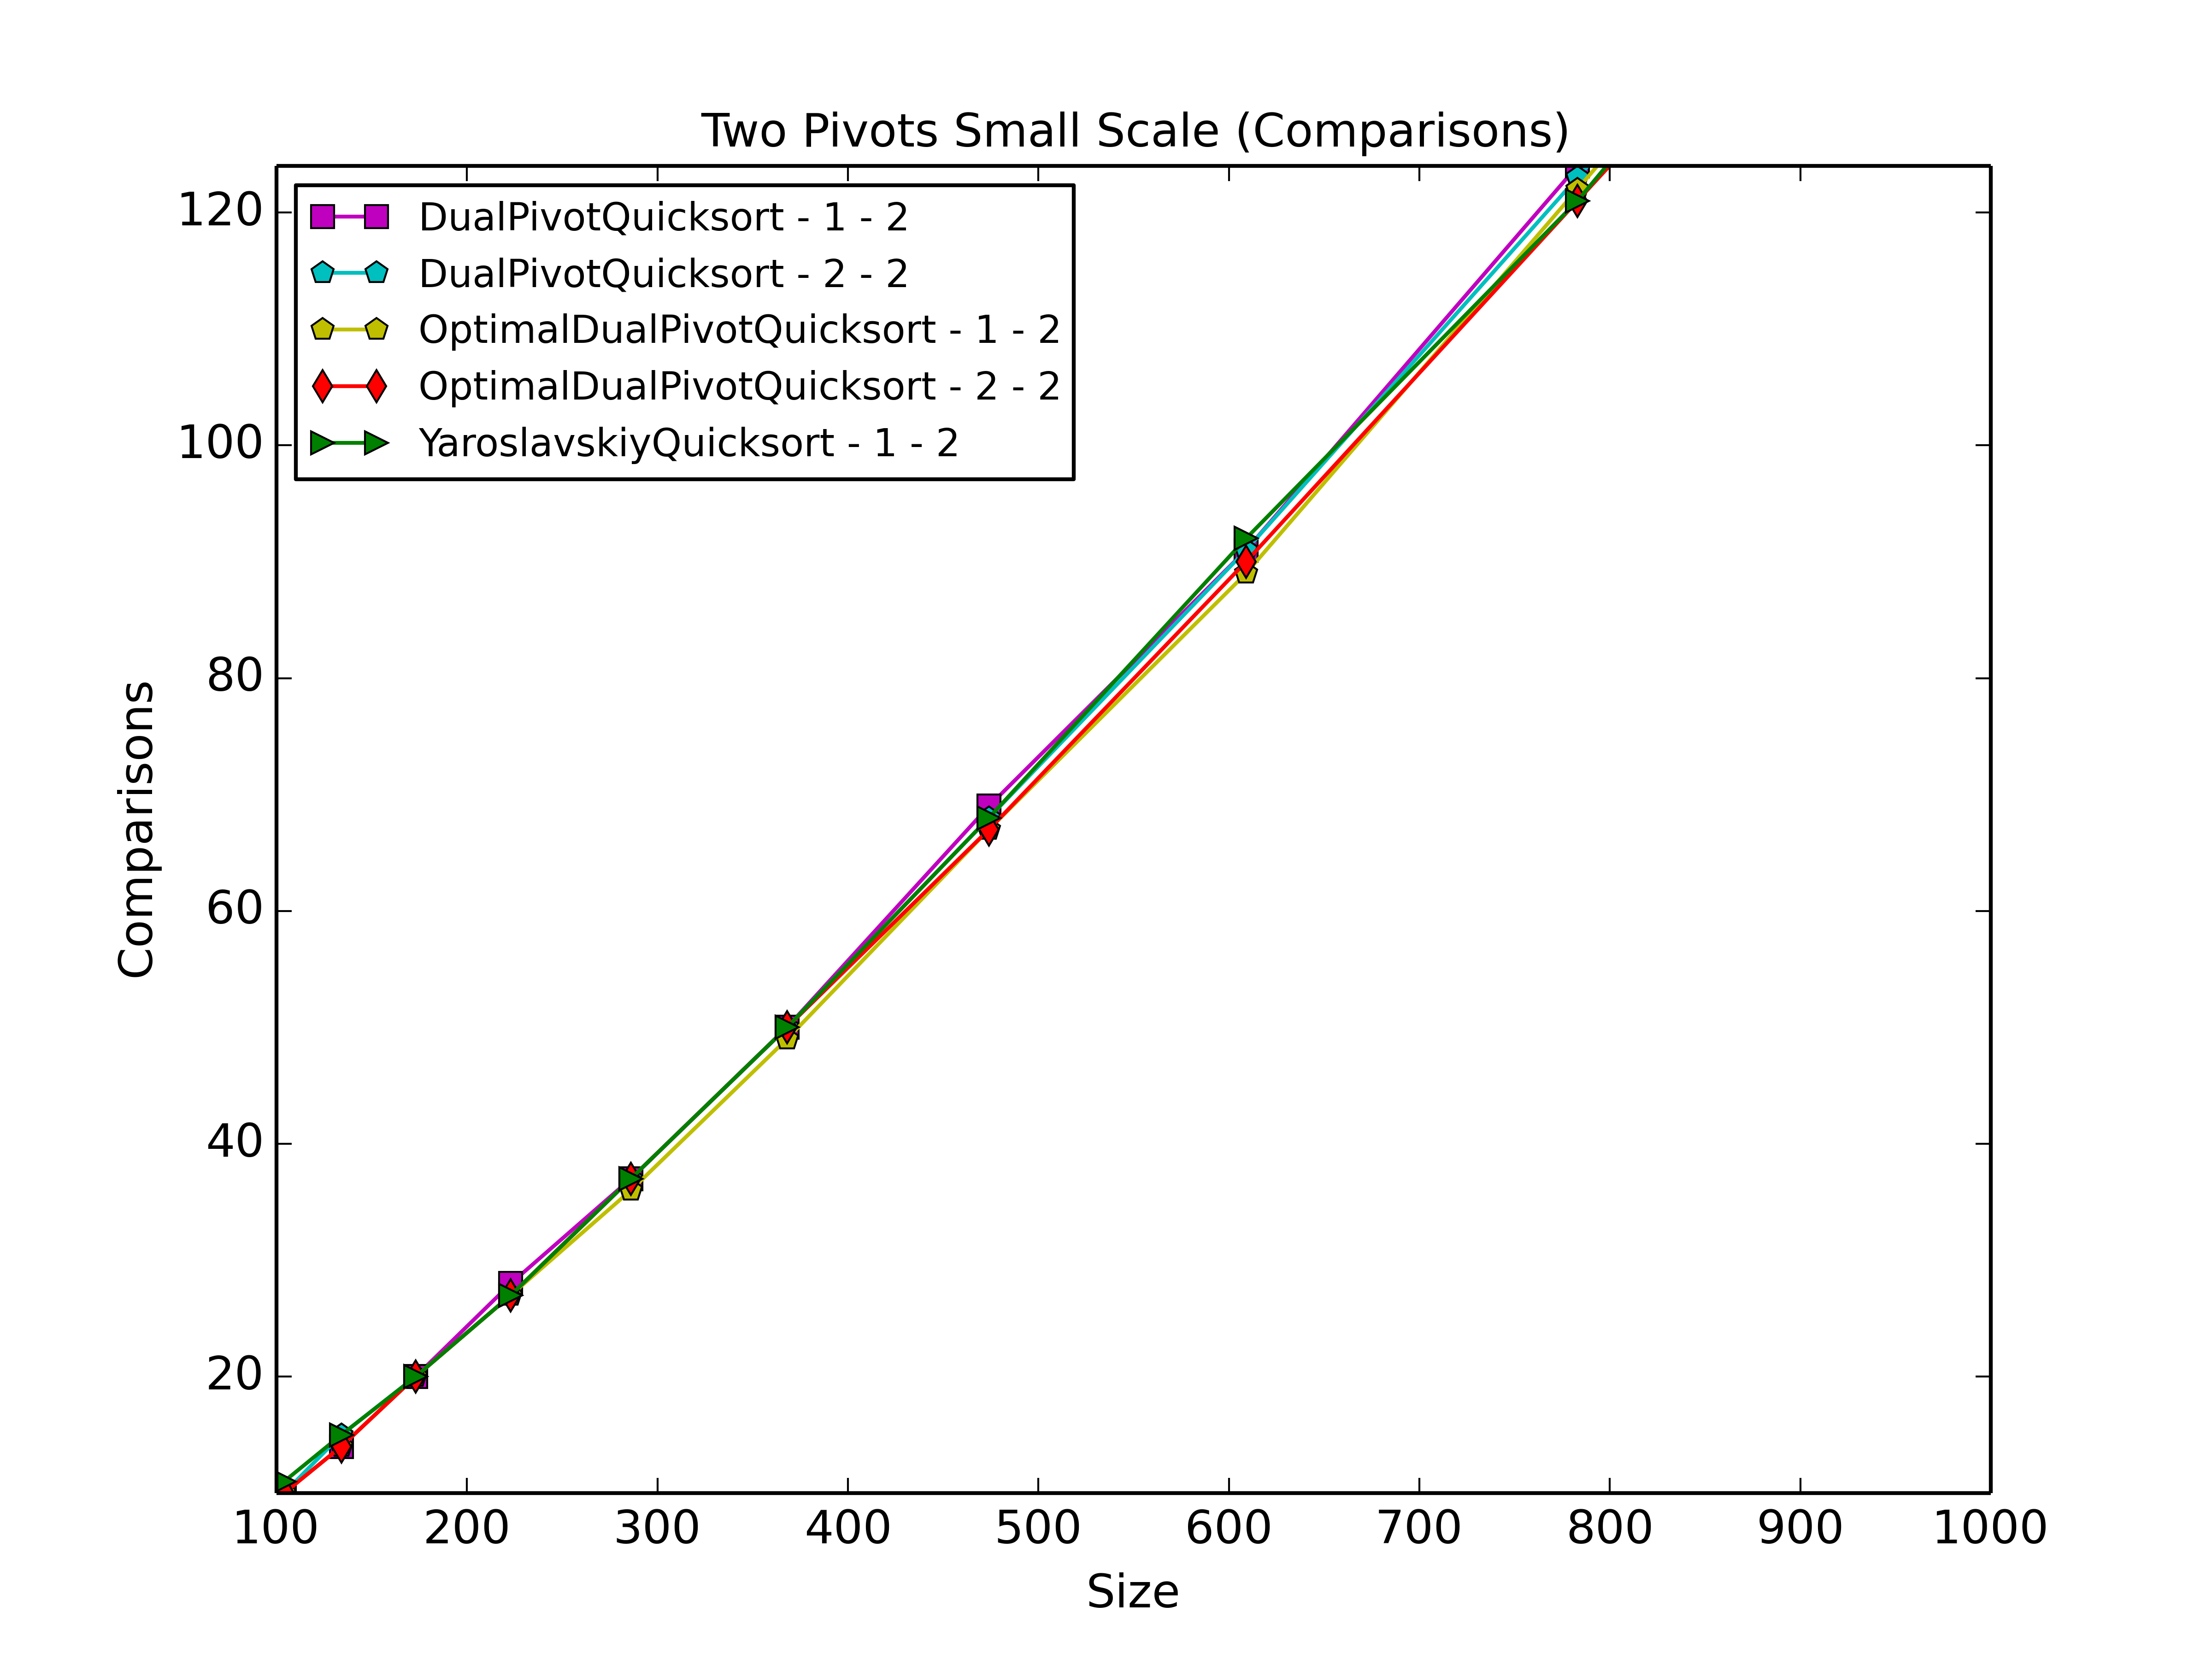 Two Pivots Small Scale (Comparisons)
DualPivotQuicksort - 1 - 2
DualPivotQuicksort - 2 - 2
OptimalDualPivotQuicksort - 1 - 2
OptimalDualPivotQuicksort - 2 - 2
YaroslavskiyQuicksort - 1 - 2
120
100
80
60
40
20
Comparisons
100 200 300 400 500 600 700 800 900 1000
Size